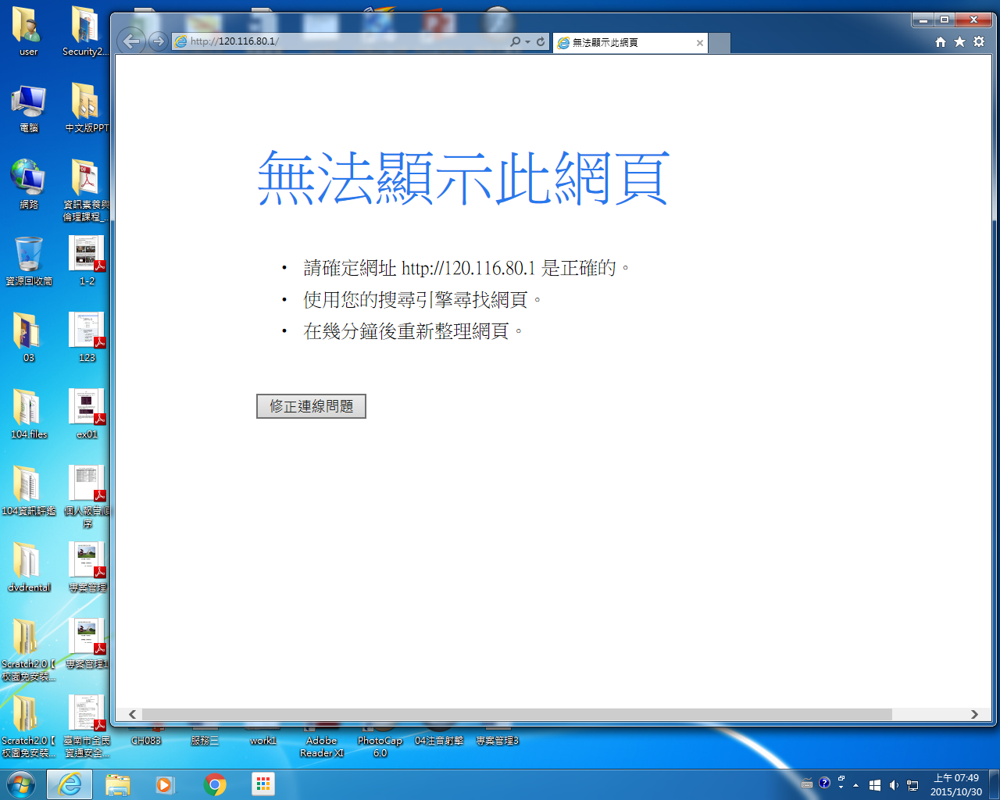 user
Security2...
http://120.116.80.1/
無法顯示此網頁
電腦
中文版PPT
網路
資訊素養與
倫理課程_...
資源回收筒
1-2
03
123
104.files
ex01
104資訊評鑑
個人報告順
序
dvdrental
專案管理
Scratch2.0【
校園免安裝...
專案管理1
Scratch2.0【
校園免安裝...
臺南市全民
資通安全...
無法顯示此網頁
• 請確定網址 http://120.116.80.1 是正確的。
• 使用您的搜尋引擎尋找網頁。
• 在幾分鐘後重新整理網頁。
修正連線問題
CH083
服務三
work1
Adobe
Reader XI
PhotoCap
6.0
04注音射擊
專案管理3
上午 07:49
2015/10/30